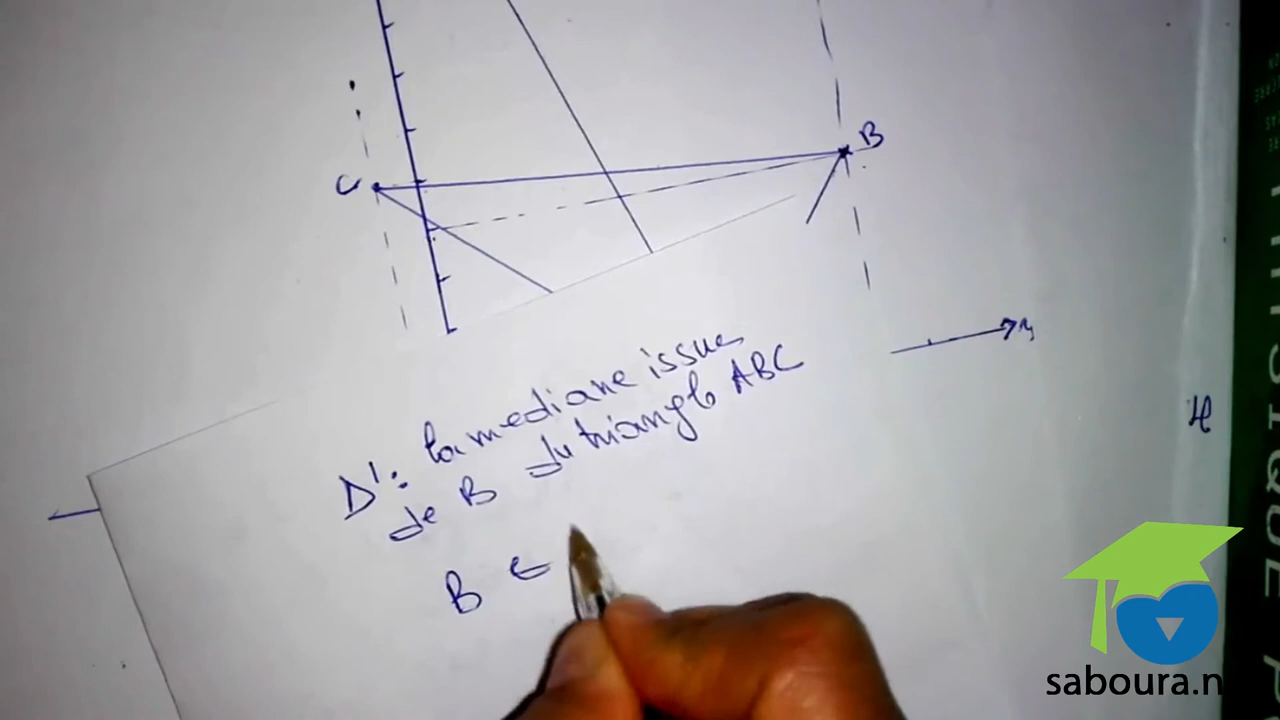 C
B
D': la mediane issue
de B du triangle ABC
B ∈
saboura.n